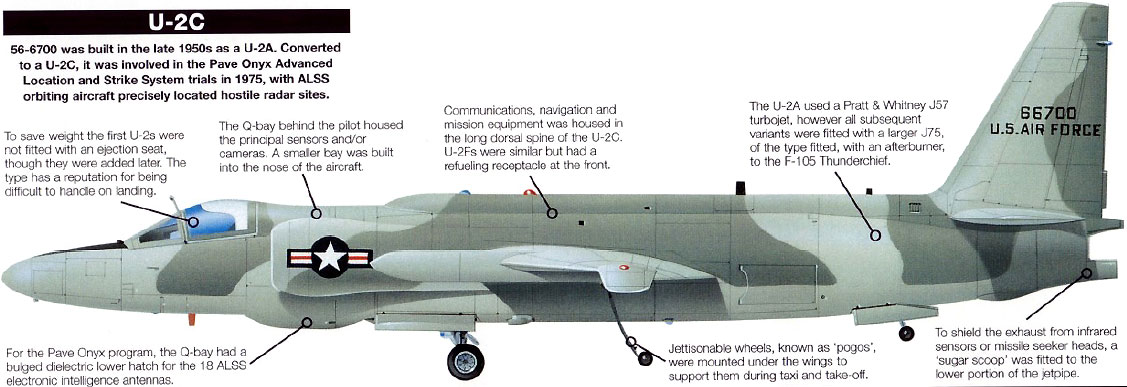 U-2C
56-6700 was built in the late 1950s as a U-2A. Converted
to a U-2C, it was involved in the Pave Onyx Advanced
Location and Strike System trials in 1975, with ALSS
orbiting aircraft precisely located hostile radar sites.
To save weight the first U-2s were
not fitted with an ejection seat,
though they were added later. The
type has a reputation for being
difficult to handle on landing.
The Q-bay behind the pilot housed
the principal sensors and/or
cameras. A smaller bay was built
into the nose of the aircraft.
Communications, navigation and
mission equipment was housed in
the long dorsal spine of the U-2C.
U-2Fs were similar but had a
refueling receptacle at the front.
The U-2A used a Pratt & Whitney J57
turbojet, however all subsequent
variants were fitted with a larger J75,
of the type fitted, with an afterburner,
to the F-105 Thunderchief.
66700
U.S. AIR FORCE
For the Pave Onyx program, the Q-bay had a
bulged dielectric lower hatch for the 18 ALSS
electronic intelligence antennas.
Jettisonable wheels, known as 'pogos',
were mounted under the wings to
support them during taxi and take-off.
To shield the exhaust from infrared
sensors or missile seeker heads, a
'sugar scoop' was fitted to the
lower portion of the jetpipe.